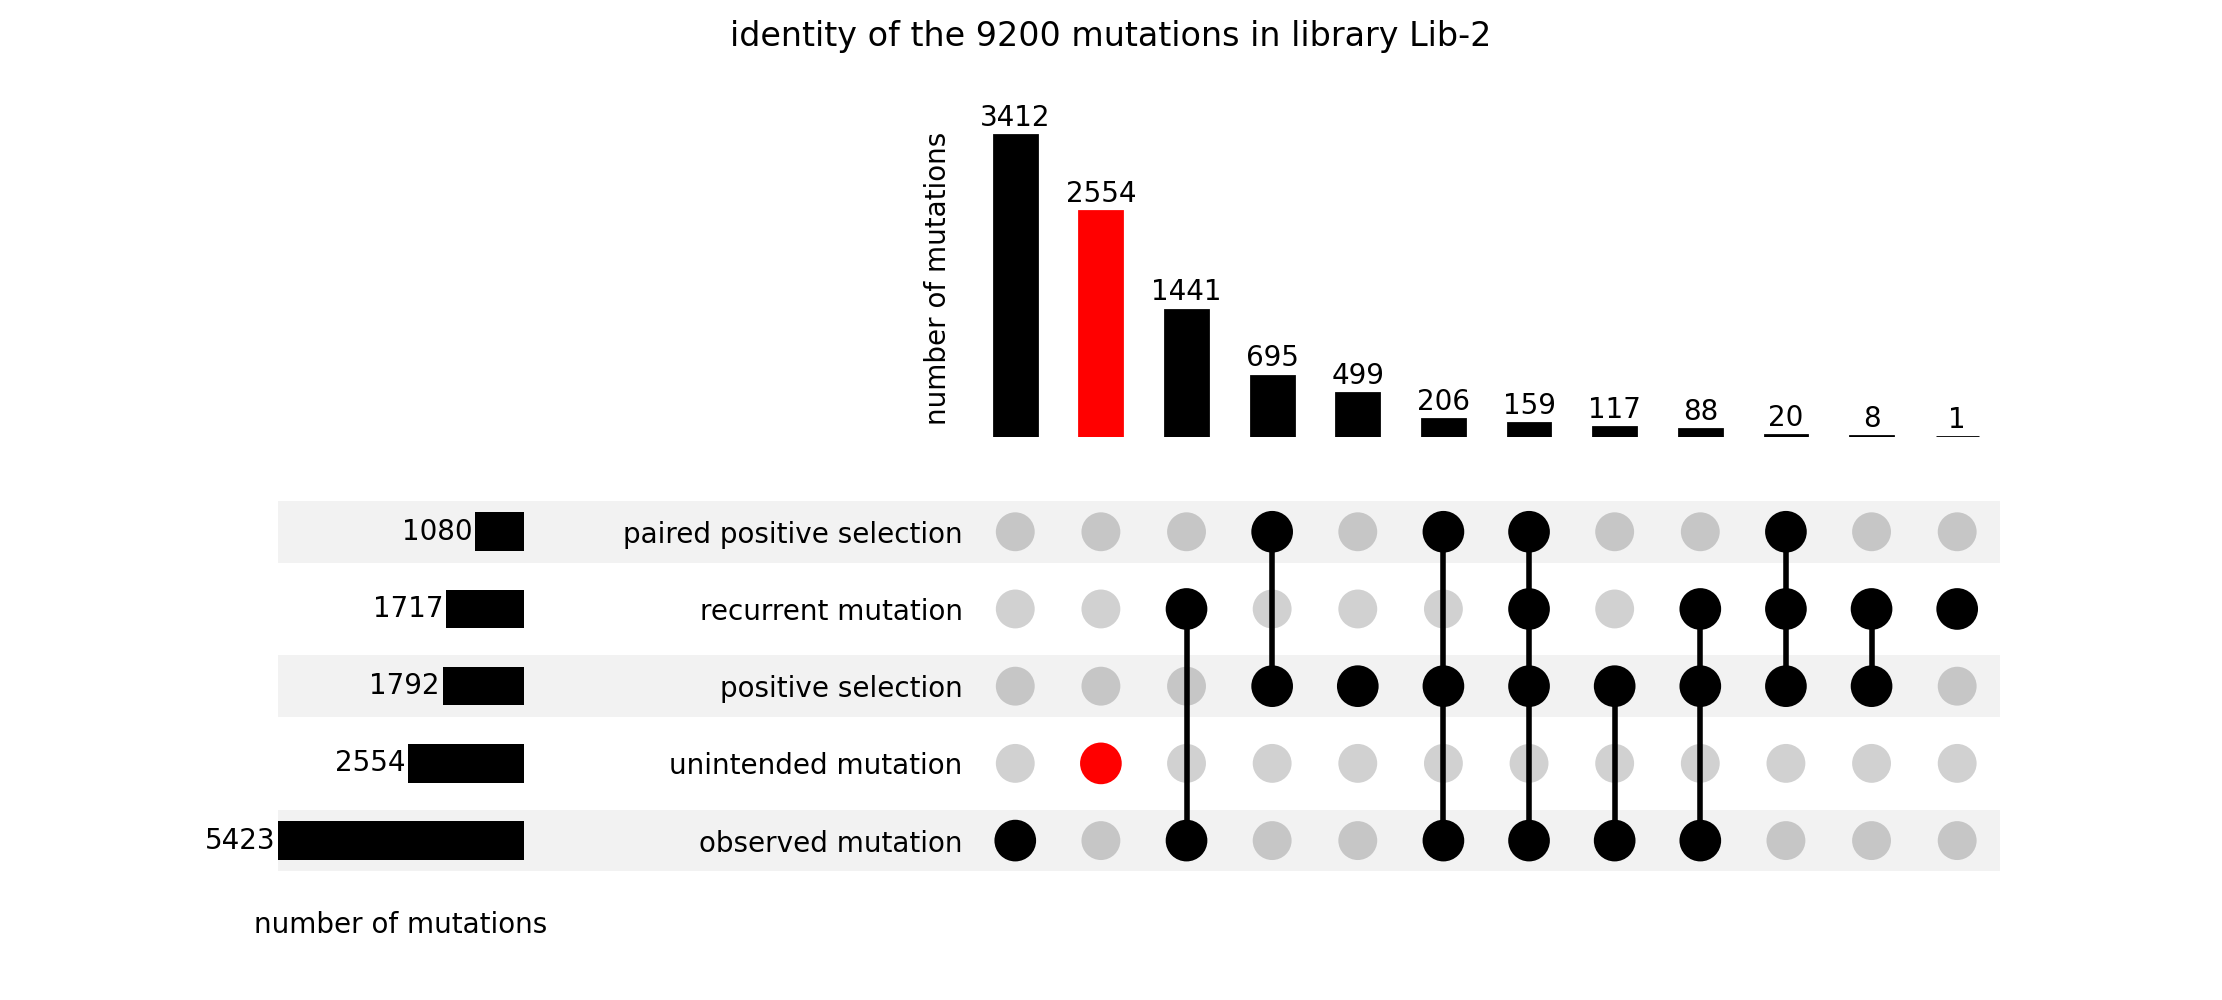 identity of the 9200 mutations in library Lib-2
number of mutations
3412
2554
1441
695
499
206
159
117
88
20
8
1
1080 paired positive selection
1717 recurrent mutation
1792 positive selection
2554 unintended mutation
5423 observed mutation
number of mutations